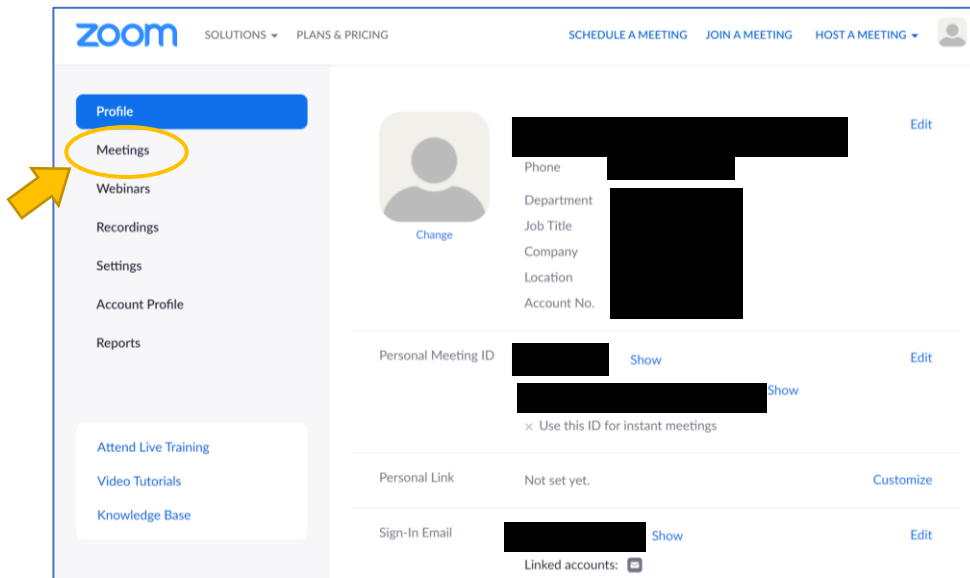 zoom SOLUTIONS PLANS & PRICING SCHEDULE A MEETING JOIN A MEETING HOST A MEETING
Profile
Meetings
Webinars
Recordings
Settings
Account Profile
Reports
Attend Live Training
Video Tutorials
Knowledge Base
Change
Edit
Phone
Department
Job Title
Company
Location
Account No.
Personal Meeting ID Show Edit
Show
× Use this ID for instant meetings
Personal Link Not set yet. Customize
Sign-In Email Show Edit
Linked accounts: